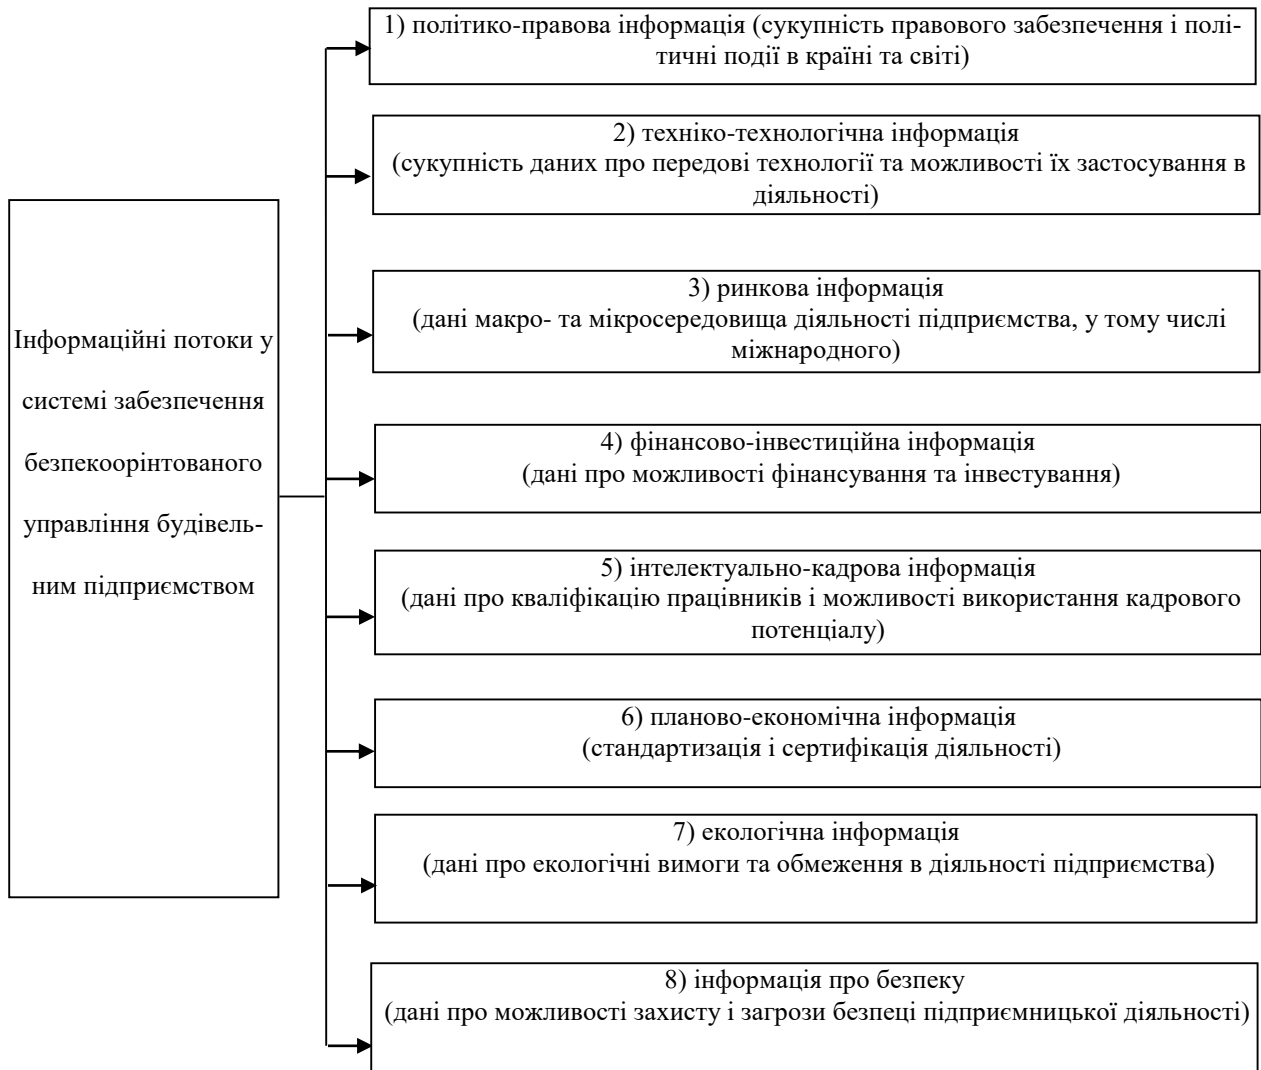 1) політико-правова інформація (сукупність правового забезпечення і полі-
тичні події в країні та світі)
2) техніко-технологічна інформація
(сукупність даних про передові технології та можливості їх застосування в
діяльності)
3) ринкова інформація
(дані макро- та мікросередовища діяльності підприємства, у тому числі
міжнародного)
Інформаційні потоки у
системі забезпечення
безпекоорінтованого
управління будівель-
ним підприємством
4) фінансово-інвестиційна інформація
(дані про можливості фінансування та інвестування)
5) інтелектуально-кадрова інформація
(дані про кваліфікацію працівників і можливості використання кадрового
потенціалу)
6) планово-економічна інформація
(стандартизація і сертифікація діяльності)
7) екологічна інформація
(дані про екологічні вимоги та обмеження в діяльності підприємства)
8) інформація про безпеку
(дані про можливості захисту і загрози безпеці підприємницької діяльності)